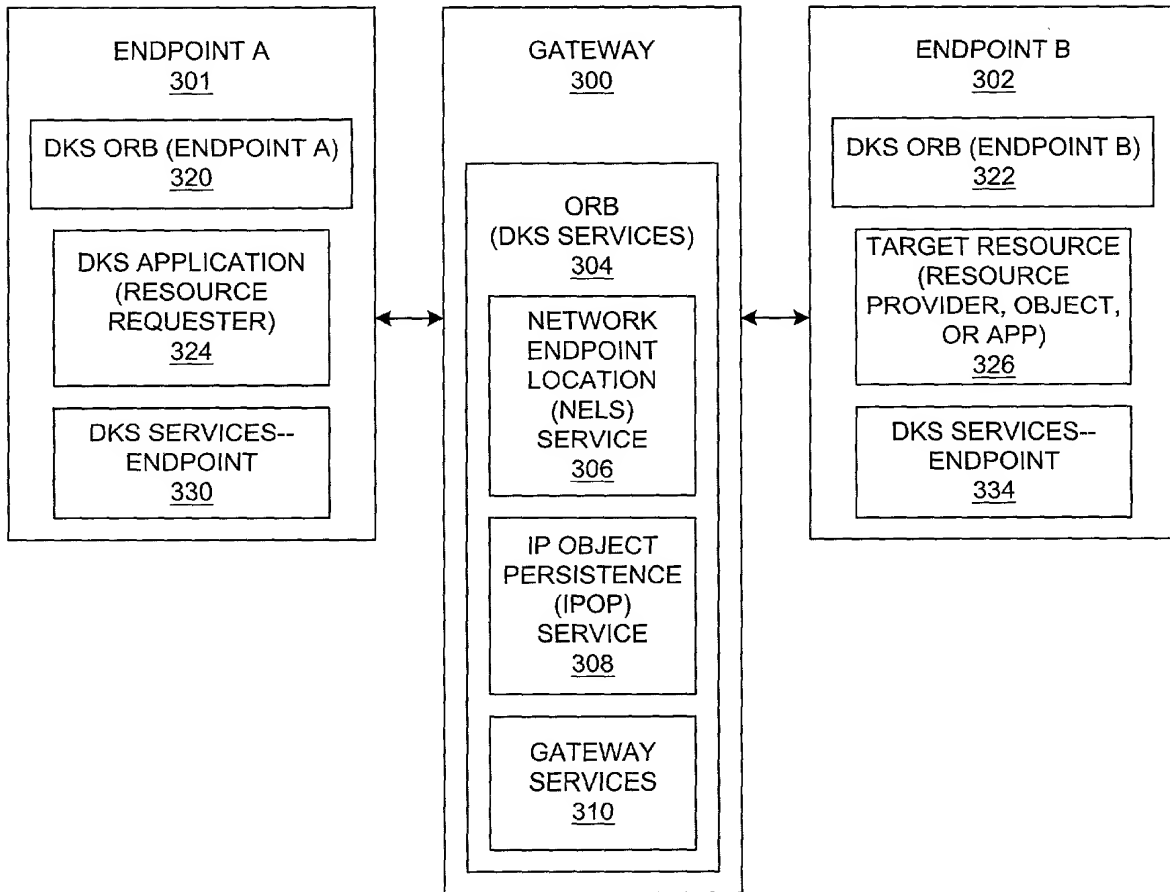 ENDPOINT A
301
DKS ORB (ENDPOINT A)
320
DKS APPLICATION
(RESOURCE
REQUESTER)
324
DKS SERVICES--
ENDPOINT
330
GATEWAY
300
ORB
(DKS SERVICES)
304
NETWORK
ENDPOINT
LOCATION
(NELS)
SERVICE
306
IP OBJECT
PERSISTENCE
(IPOP)
SERVICE
308
GATEWAY
SERVICES
310
ENDPOINT B
302
DKS ORB (ENDPOINT B)
322
TARGET RESOURCE
(RESOURCE
PROVIDER, OBJECT,
OR APP)
326
DKS SERVICES--
ENDPOINT
334